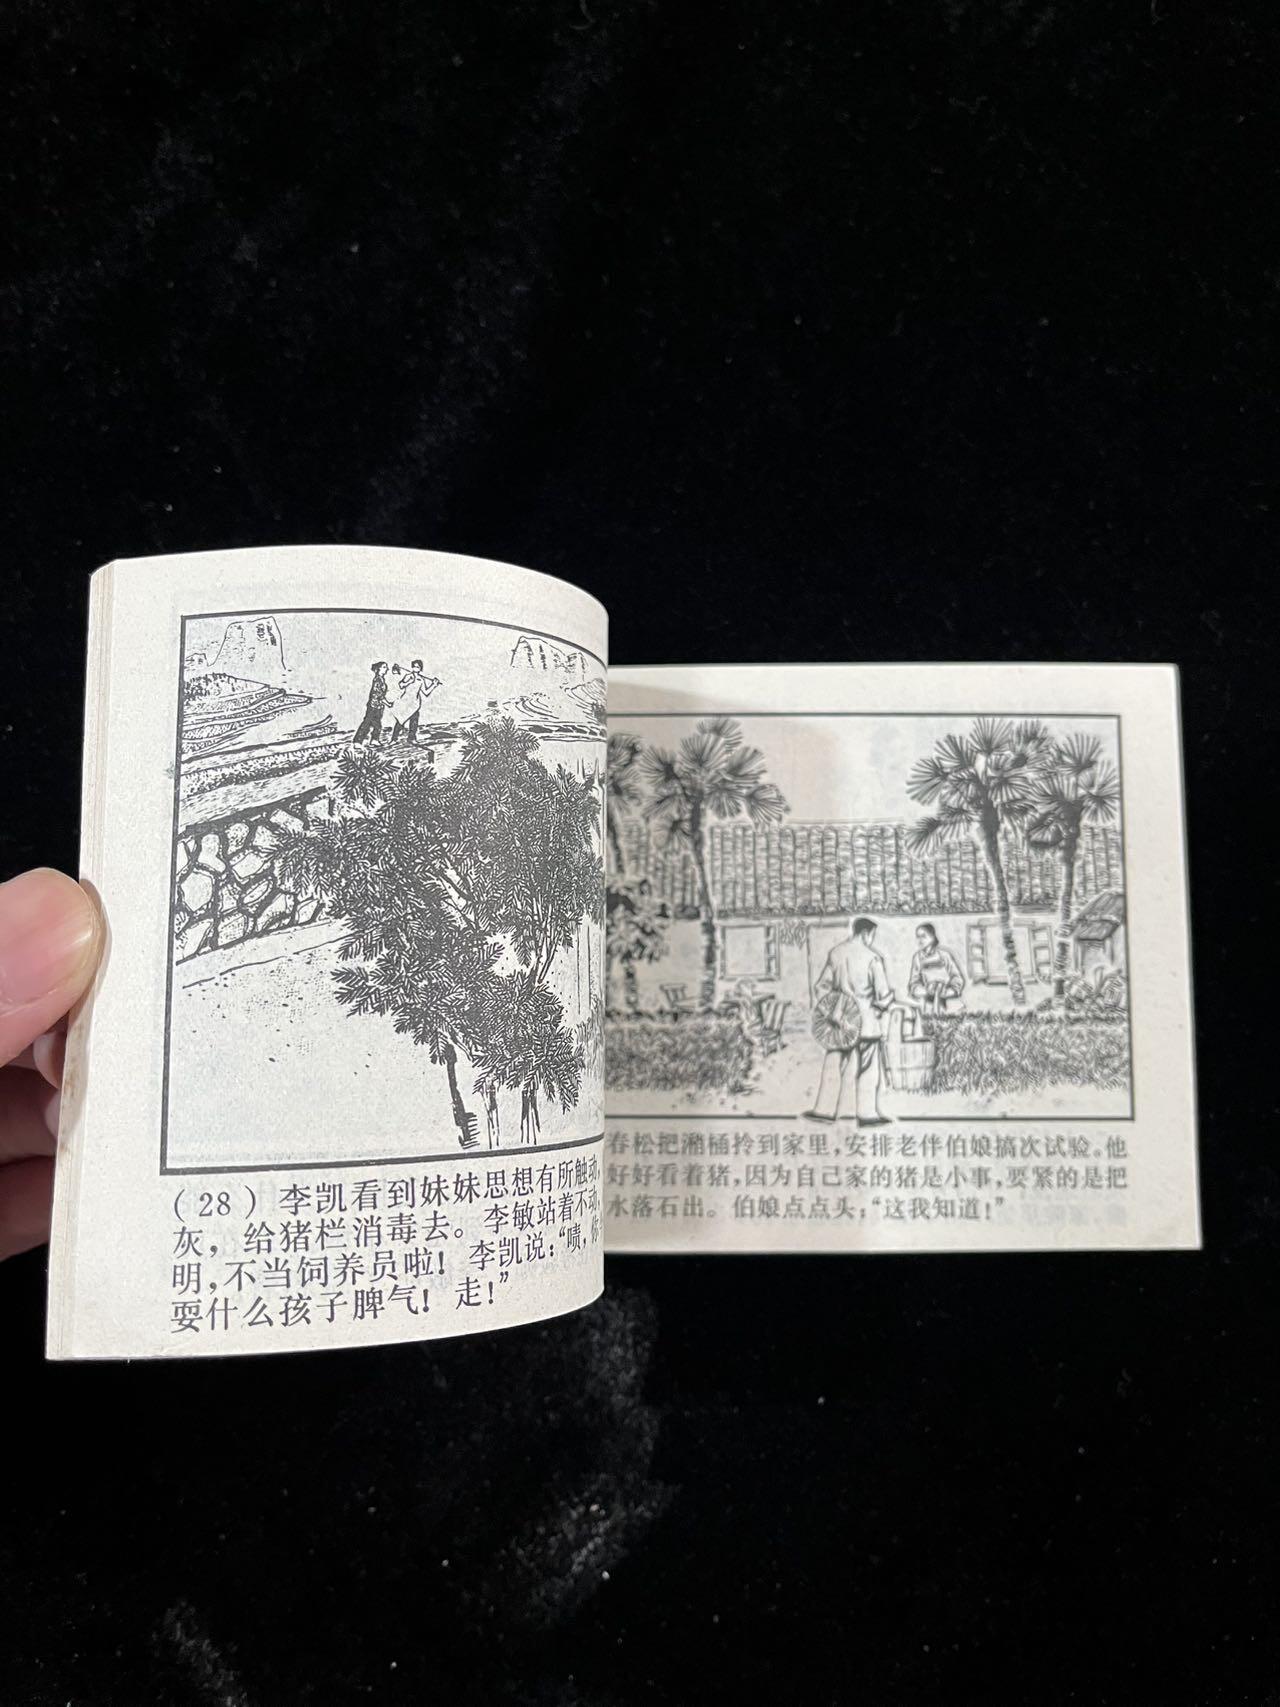 (28) 李凯看到妹妹思想有所触动，
灰，给猪栏消毒去。李敏站着不动，
明，不当饲养员啦！李凯说：“啧，你
耍什么孩子脾气！走！”
春松把潲桶拎到家里，安排老伴伯娘搞次试验。他
好好看着猪，因为自己家的猪是小事，要紧的是把
水落石出。伯娘点点头：“这我知道！”